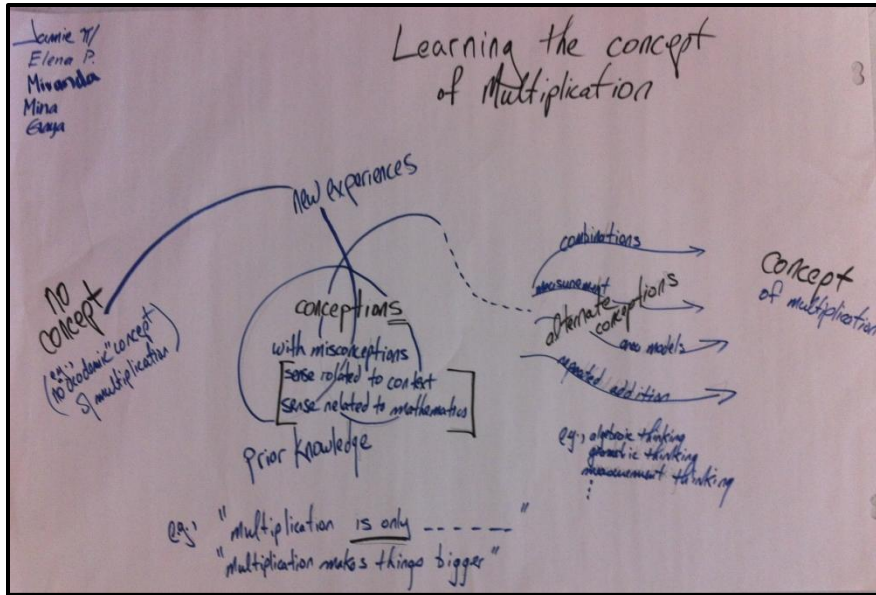 Jamie
Elena P.
Miranda
Mina
Learning the concept
of Multiplication
new experiences
no
concept
(eg:,
no "academic" concept
of multiplication)
conceptions
with misconceptions
sense related to context
sense related to mathematics
prior knowledge
combinations
measurement
alternate conceptions
area models
repeated addition
concept
of multiplication
eg:, algebraic thinking
geometric thinking
measurement thinking
eg:, "multiplication is only ------"
"multiplication makes things bigger"